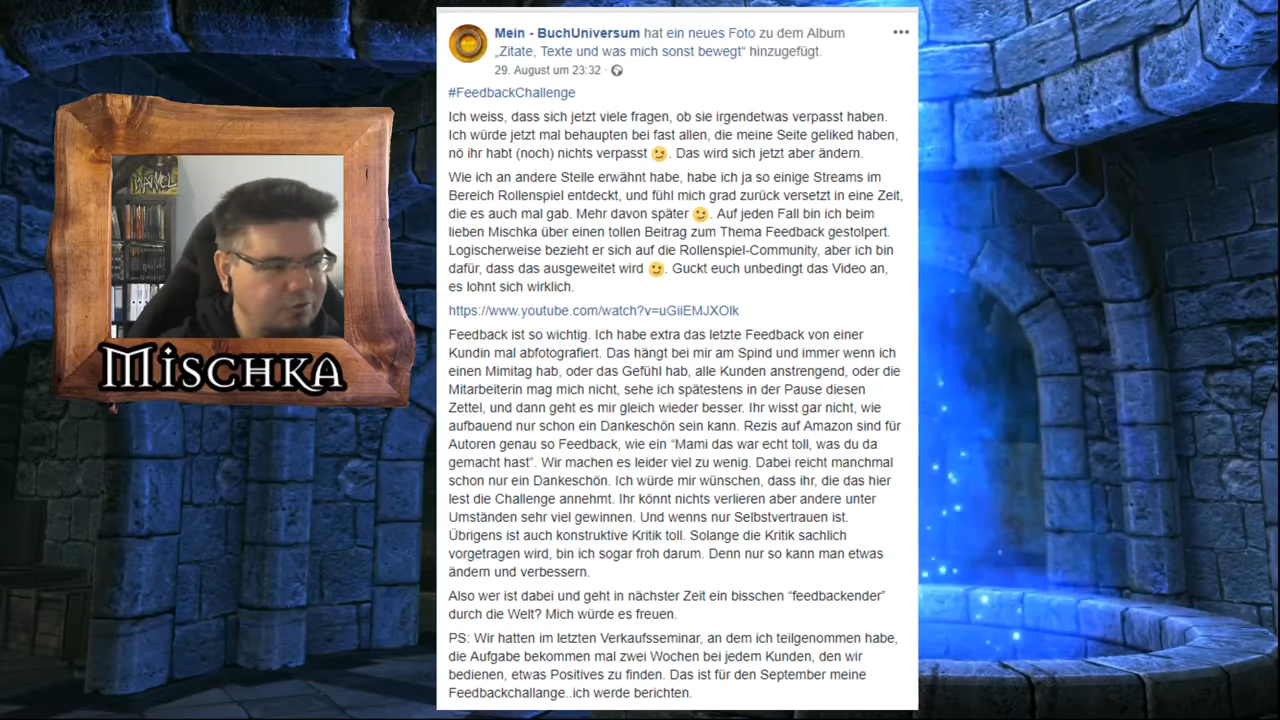 Mein - BuchUniversum hat ein neues Foto zu dem Album
„Zitate, Texte und was mich sonst bewegt“ hinzugefügt.
29. August um 23:32 ·
#FeedbackChallenge
Ich weiss, dass sich jetzt viele fragen, ob sie irgendetwas verpasst haben.
Ich würde jetzt mal behaupten bei fast allen, die meine Seite geliked haben,
nö ihr habt (noch) nichts verpasst 😉. Das wird sich jetzt aber ändern.
Wie ich an andere Stelle erwähnt habe, habe ich ja so einige Streams im
Bereich Rollenspiel entdeckt, und fühl mich grad zurück versetzt in eine Zeit,
die es auch mal gab. Mehr davon später 😉. Auf jeden Fall bin ich beim
lieben Mischka über einen tollen Beitrag zum Thema Feedback gestolpert.
Logischerweise bezieht er sich auf die Rollenspiel-Community, aber ich bin
dafür, dass das ausgeweitet wird 😉. Guckt euch unbedingt das Video an,
es lohnt sich wirklich.
https://www.youtube.com/watch?v=uGiiEMJXOlk
Feedback ist so wichtig. Ich habe extra das letzte Feedback von einer
Kundin mal abfotografiert. Das hängt bei mir am Spind und immer wenn ich
einen Mimitag hab, oder das Gefühl hab, alle Kunden anstrengend, oder die
Mitarbeiterin mag mich nicht, sehe ich spätestens in der Pause diesen
Zettel, und dann geht es mir gleich wieder besser. Ihr wisst gar nicht, wie
aufbauend nur schon ein Dankeschön sein kann. Rezis auf Amazon sind für
Autoren genau so Feedback, wie ein “Mami das war echt toll, was du da
gemacht hast”. Wir machen es leider viel zu wenig. Dabei reicht manchmal
schon nur ein Dankeschön. Ich würde mir wünschen, dass ihr, die das hier
lest die Challenge annehmt. Ihr könnt nichts verlieren aber andere unter
Umständen sehr viel gewinnen. Und wenns nur Selbstvertrauen ist.
Übrigens ist auch konstruktive Kritik toll. Solange die Kritik sachlich
vorgetragen wird, bin ich sogar froh darum. Denn nur so kann man etwas
ändern und verbessern.
Also wer ist dabei und geht in nächster Zeit ein bisschen “feedbackender”
durch die Welt? Mich würde es freuen.
PS: Wir hatten im letzten Verkaufsseminar, an dem ich teilgenommen habe,
die Aufgabe bekommen mal zwei Wochen bei jedem Kunden, den wir
bedienen, etwas Positives zu finden. Das ist für den September meine
Feedbackchallange..ich werde berichten.
Mischka